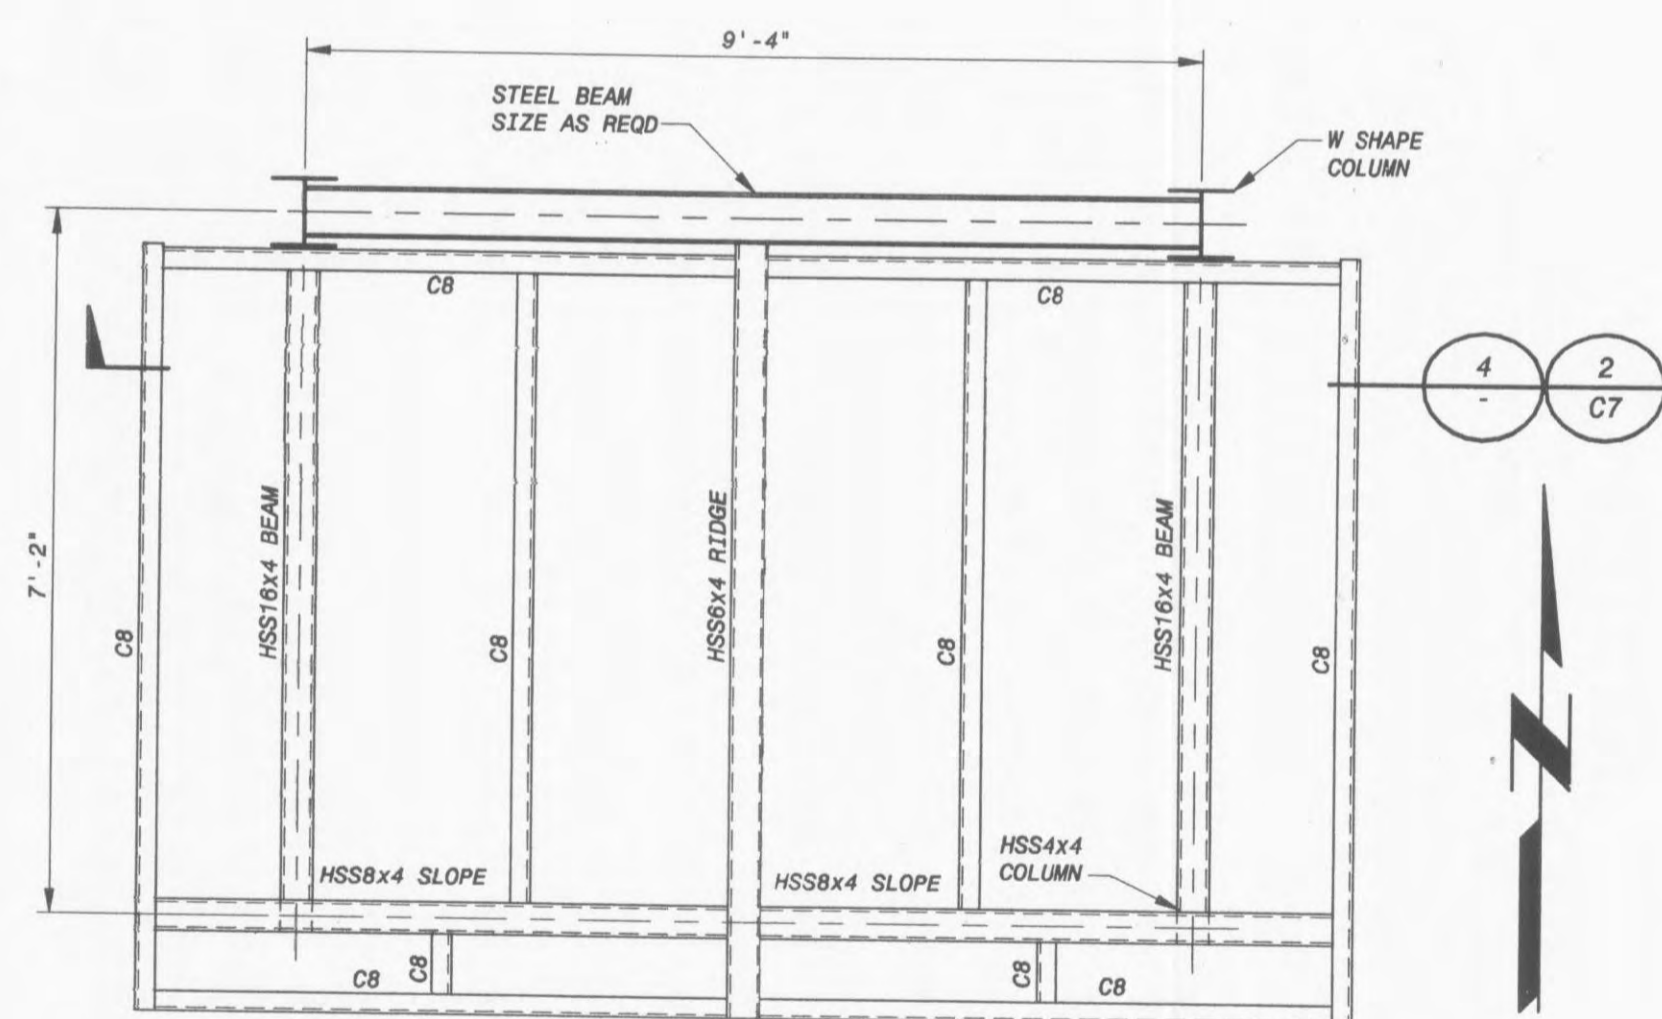 9'-4"
STEEL BEAM
SIZE AS REQD
W SHAPE
COLUMN
C8
C8
4
-
2
C7
7'-2"
C8
HSS16x4 BEAM
C8
HSS6x4 RIDGE
C8
HSS16x4 BEAM
C8
HSS8x4 SLOPE
HSS8x4 SLOPE
HSS4x4
COLUMN
C8
C8
C8
C8
N